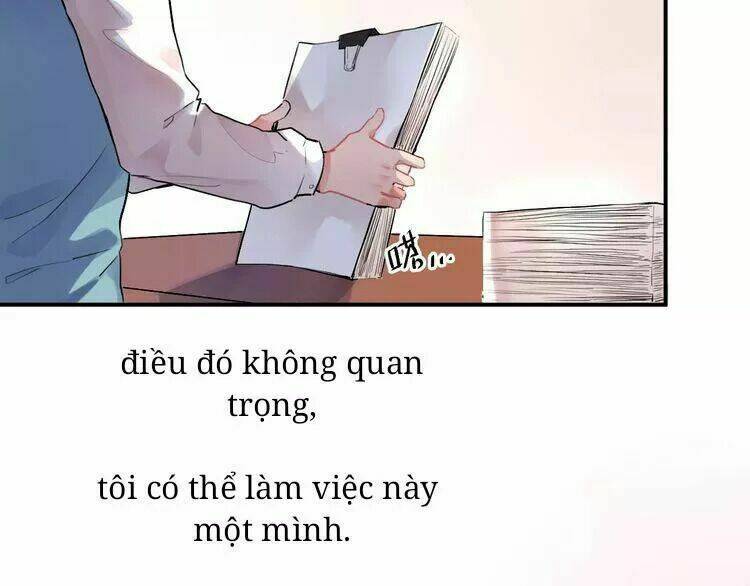 điều đó không quan
trọng,
tôi có thể làm việc này
một mình.